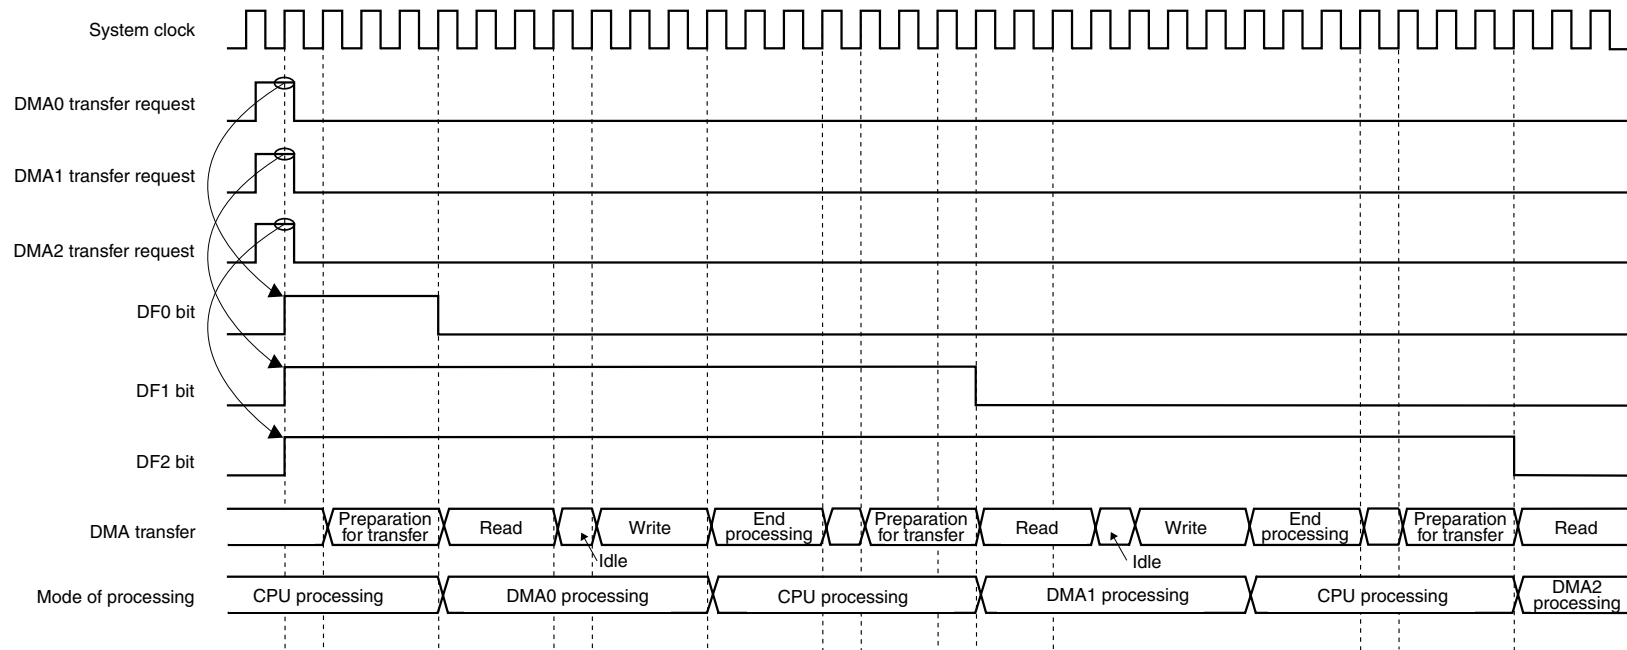 System clock
DMA0 transfer request
DMA1 transfer request
DMA2 transfer request
DF0 bit
DF1 bit
DF2 bit
DMA transfer
Preparation
for transfer
Read
Idle
Write
End
processing
Preparation
for transfer
Read
Idle
Write
End
processing
Preparation
for transfer
Read
Mode of processing
CPU processing
DMA0 processing
CPU processing
DMA1 processing
CPU processing
DMA2
processing